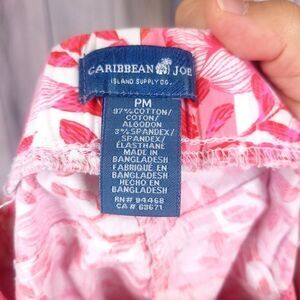 CARIBBEAN JOE
ISLAND SUPPLY CO.
PM
97% COTTON/
COTON/
ALGODON
3% SPANDEX/
SPANDEX/
ELASTHANE
MADE IN
BANGLADESH
FABRIQUÉ EN
BANGLADESH
HECHO EN
BANGLADESH
RN# 94468
CA# 63671